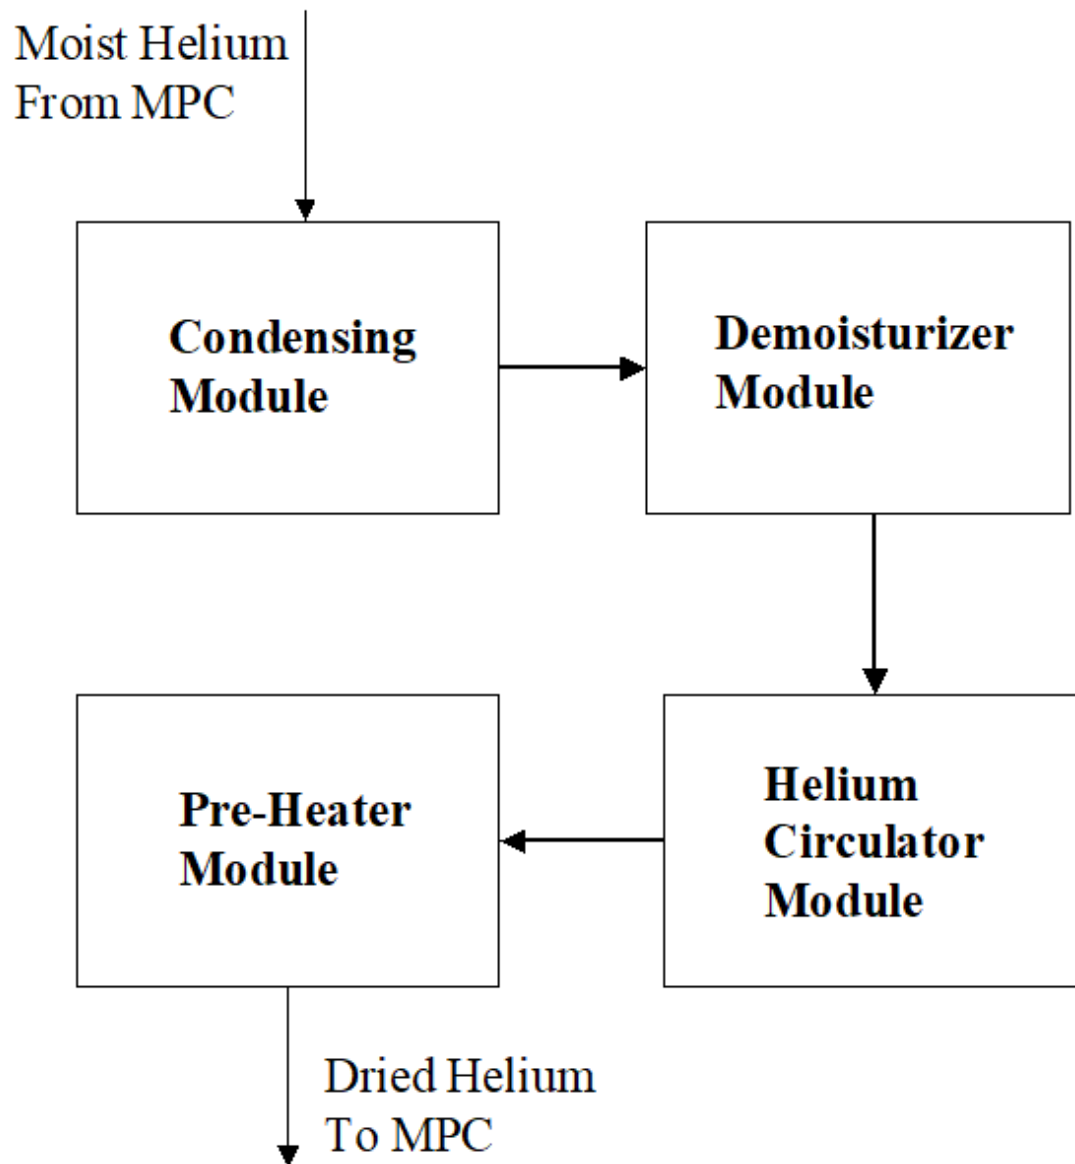 Moist Helium
From MPC
Condensing
Module
Demoisturizer
Module
Pre-Heater
Module
Helium
Circulator
Module
Dried Helium
To MPC